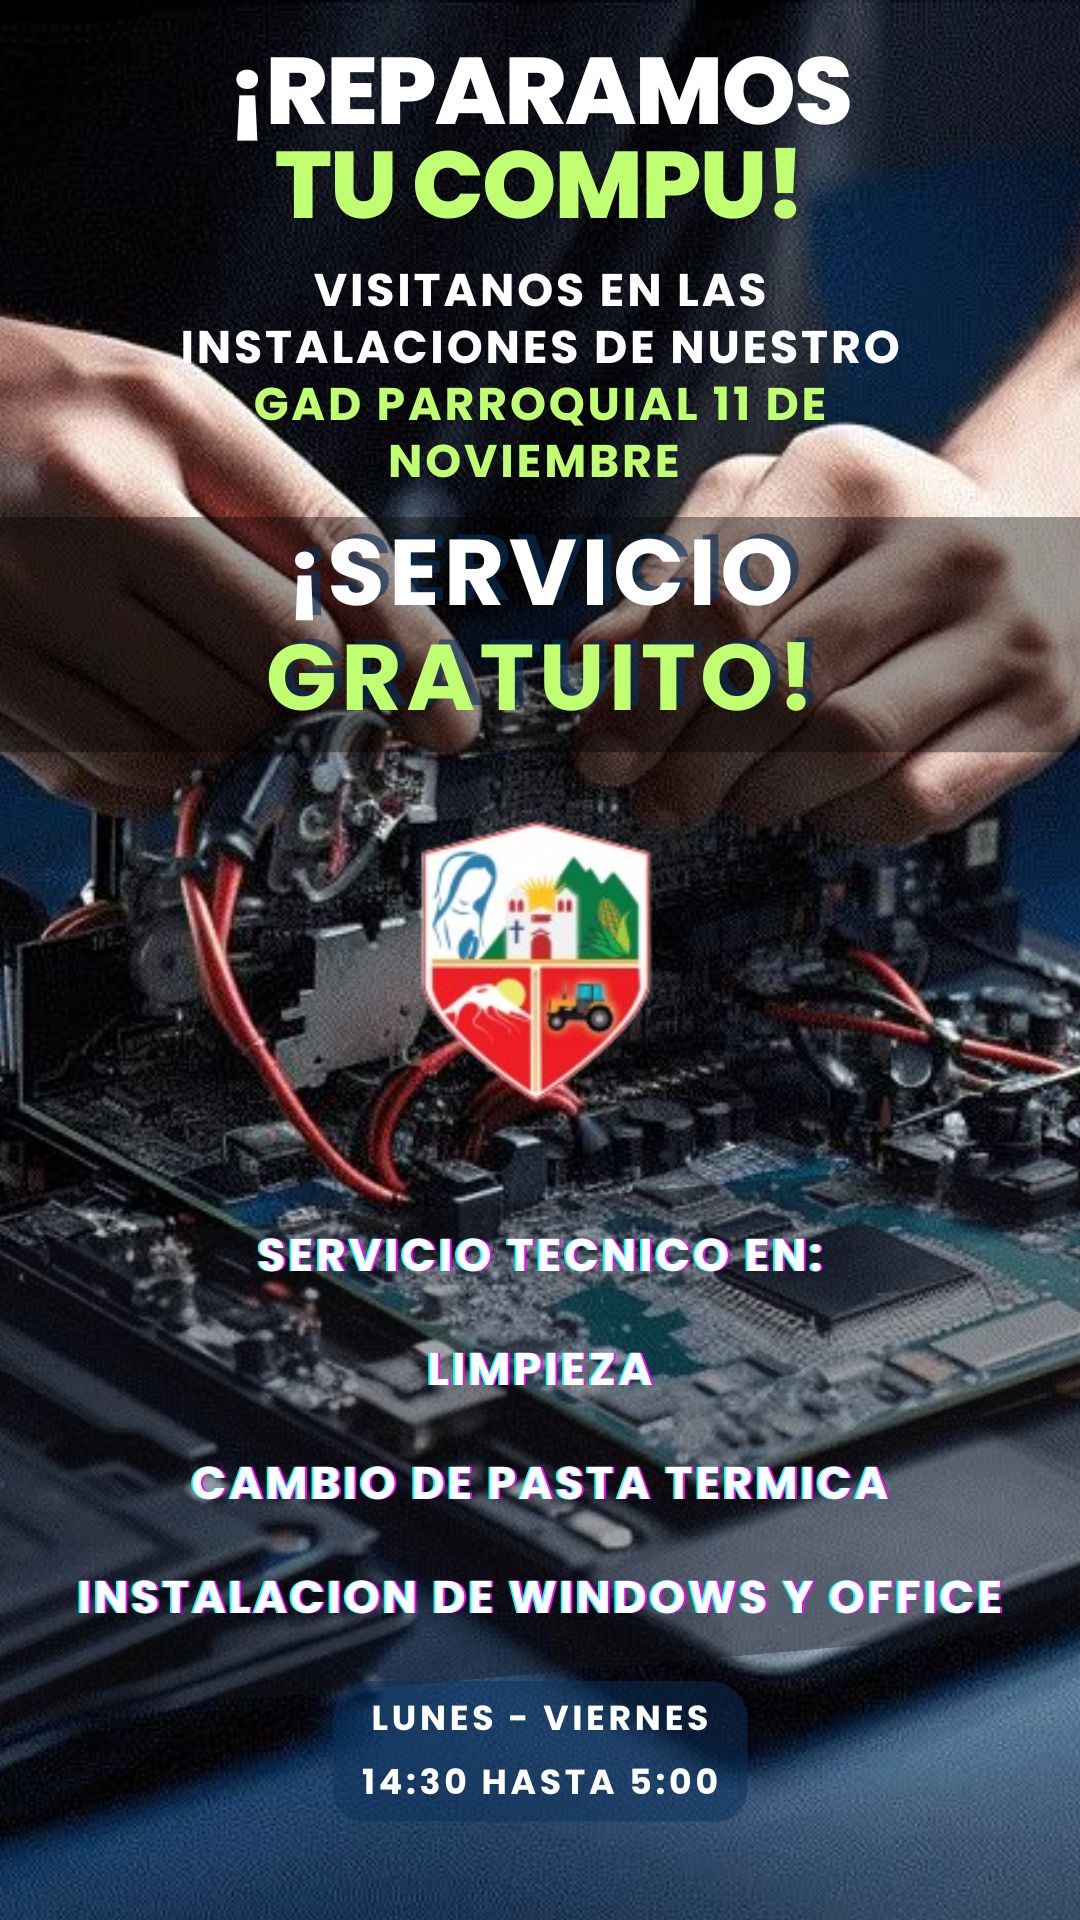 ¡REPARAMOS
TU COMPU!
VISITANOS EN LAS
INSTALACIONES DE NUESTRO
GAD PARROQUIAL 11 DE
NOVIEMBRE
¡SERVICIO
GRATUITO!
SERVICIO TECNICO EN:
LIMPIEZA
CAMBIO DE PASTA TERMICA
INSTALACION DE WINDOWS Y OFFICE
LUNES - VIERNES
14:30 HASTA 5:00